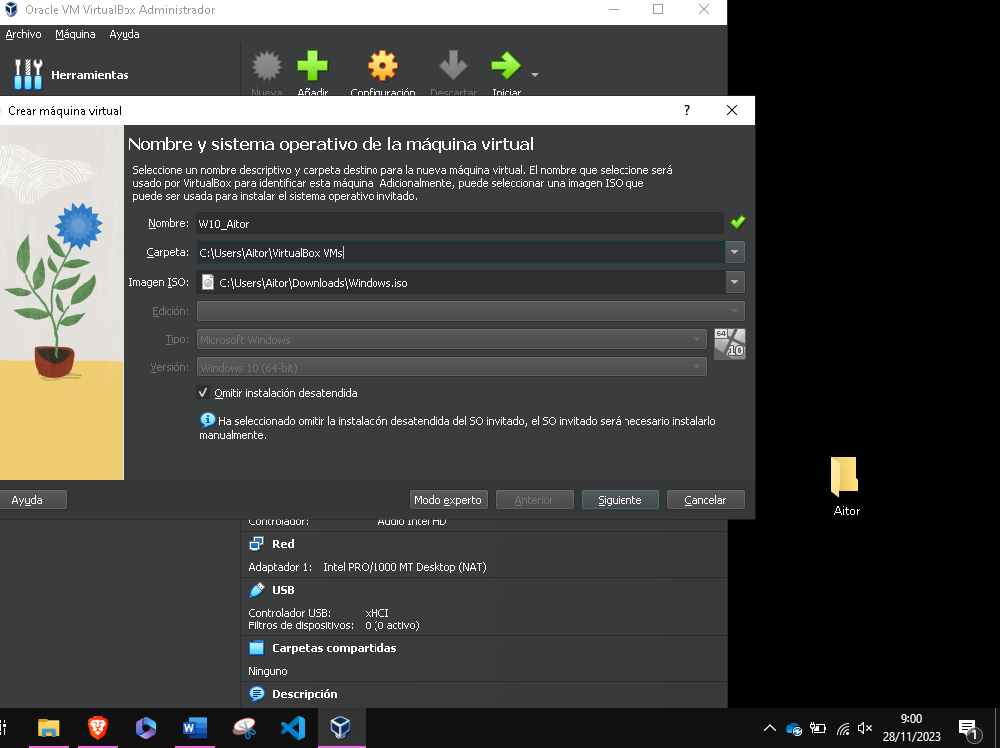 Oracle VM VirtualBox Administrador
Archivo Máquina Ayuda
Herramientas
Nueva Añadir Configuración Descartar Iniciar
Crear máquina virtual ?
Nombre y sistema operativo de la máquina virtual
Seleccione un nombre descriptivo y carpeta destino para la nueva máquina virtual. El nombre que seleccione será
usado por VirtualBox para identificar esta máquina. Adicionalmente, puede seleccionar una imagen ISO que
puede ser usada para instalar el sistema operativo invitado.
Nombre: W10_Aitor
Carpeta: C:\Users\Aitor\VirtualBox VMs
Imagen ISO: C:\Users\Aitor\Downloads\Windows.iso
Edición:
Tipo: Microsoft Windows
64
10
Versión: Windows 10 (64-bit)
Omitir instalación desatendida
Ha seleccionado omitir la instalación desatendida del SO invitado, el SO invitado será necesario instalarlo
manualmente.
Ayuda Modo experto Anterior Siguiente Cancelar
Aitor
Controlador: Audio Intel HD
Red
Adaptador 1: Intel PRO/1000 MT Desktop (NAT)
USB
Controlador USB: xHCI
Filtros de dispositivos: 0 (0 activo)
Carpetas compartidas
Ninguno
Descripción
9:00
28/11/2023
1